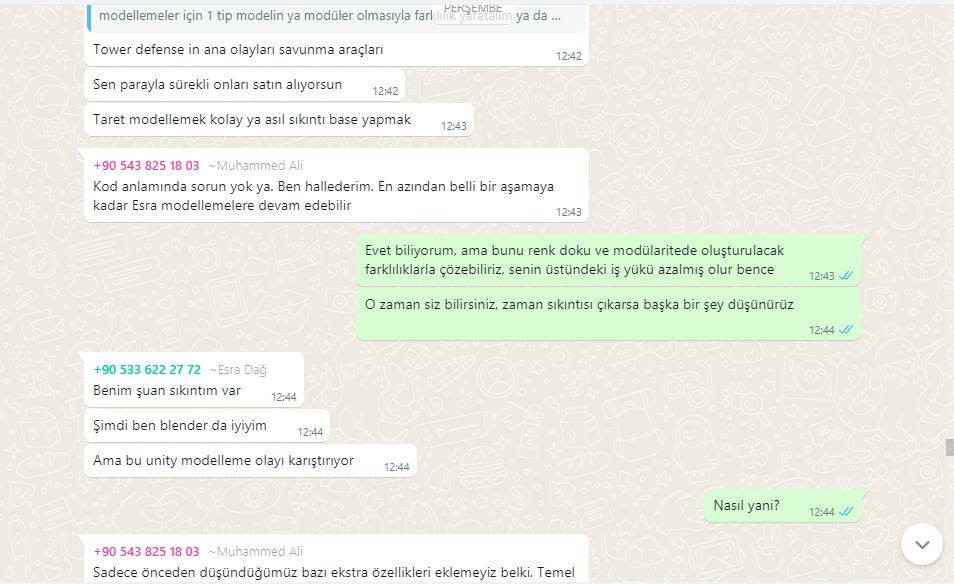 PERŞEMBE
modellemeler için 1 tip modelin ya modüler olmasıyla farklılık yaratalım ya da ...
Tower defense in ana olayları savunma araçları
12:42
Sen parayla sürekli onları satın alıyorsun
12:42
Taret modellemek kolay ya asıl sıkıntı base yapmak
12:43
+90 543 825 18 03 ~Muhammed Ali
Kod anlamında sorun yok ya. Ben hallederim. En azından belli bir aşamaya
kadar Esra modellemelere devam edebilir
12:43
Evet biliyorum, ama bunu renk doku ve modülaritede oluşturulacak
farklılıklarla çözebiliriz, senin üstündeki iş yükü azalmış olur bence
12:43
O zaman siz bilirsiniz, zaman sıkıntısı çıkarsa başka bir şey düşünürüz
12:44
+90 533 622 27 72 ~Esra Dağ
Benim şuan sıkıntım var
12:44
Şimdi ben blender da iyiyim
12:44
Ama bu unity modelleme olayı karıştırıyor
12:44
Nasıl yani?
12:44
+90 543 825 18 03 ~Muhammed Ali
Sadece önceden düşündüğümüz bazı ekstra özellikleri eklemeyiz belki. Temel